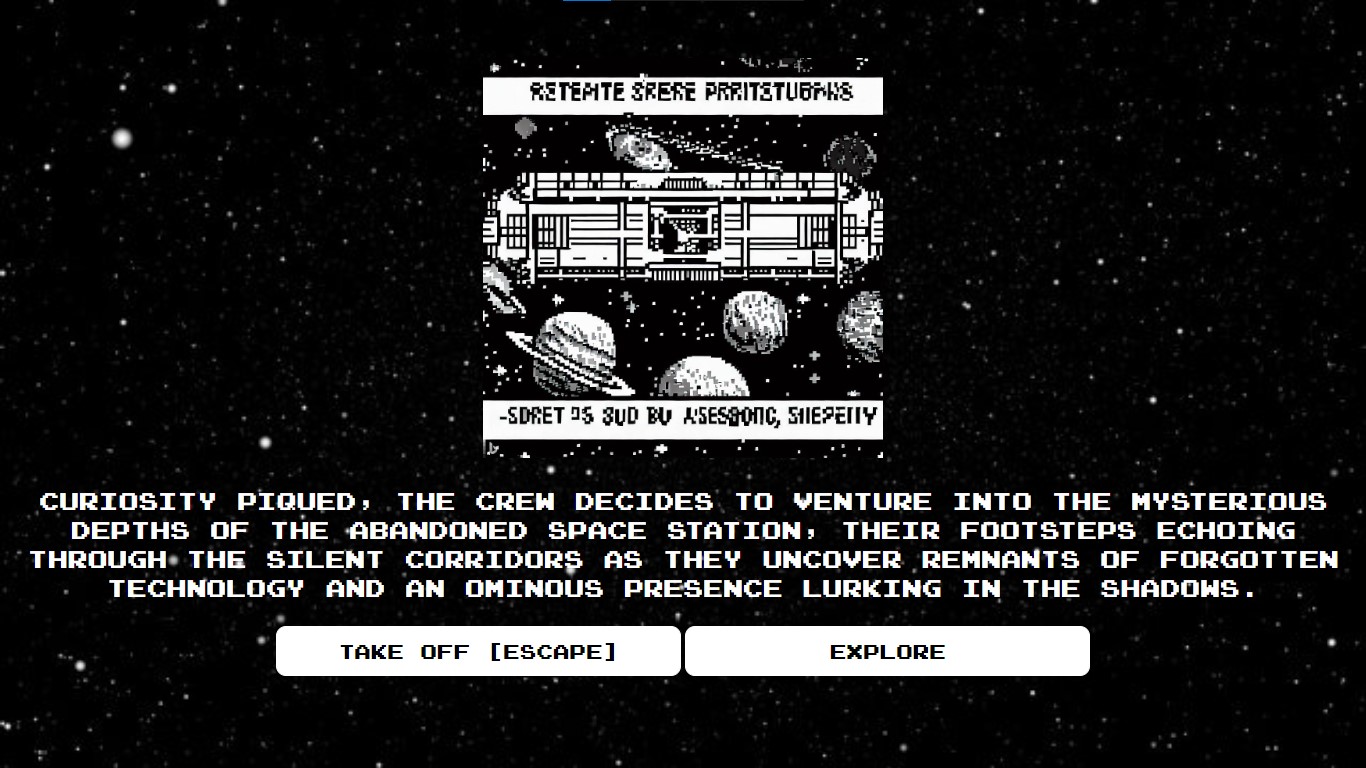 CURIOSITY PIQUED, THE CREW DECIDES TO VENTURE INTO THE MYSTERIOUS
DEPTHS OF THE ABANDONED SPACE STATION, THEIR FOOTSTEPS ECHOING
THROUGH THE SILENT CORRIDORS AS THEY UNCOVER REMNANTS OF FORGOTTEN
TECHNOLOGY AND AN OMINOUS PRESENCE LURKING IN THE SHADOWS.
TAKE OFF [ESCAPE]
EXPLORE